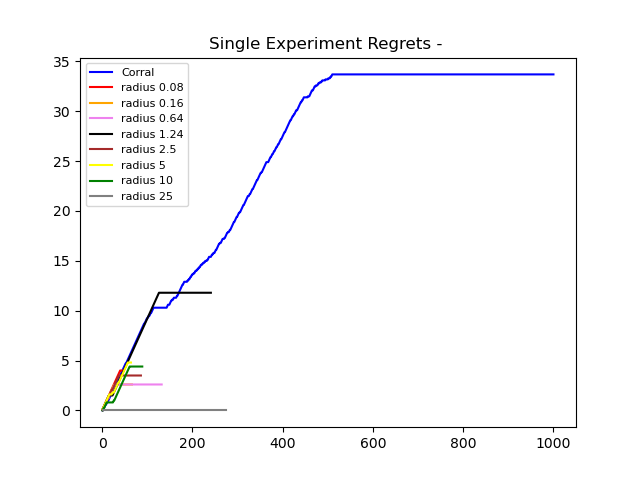 Single Experiment Regrets -
35
30
25
20
15
10
5
0
Corral
radius 0.08
radius 0.16
radius 0.64
radius 1.24
radius 2.5
radius 5
radius 10
radius 25
0 200 400 600 800 1000